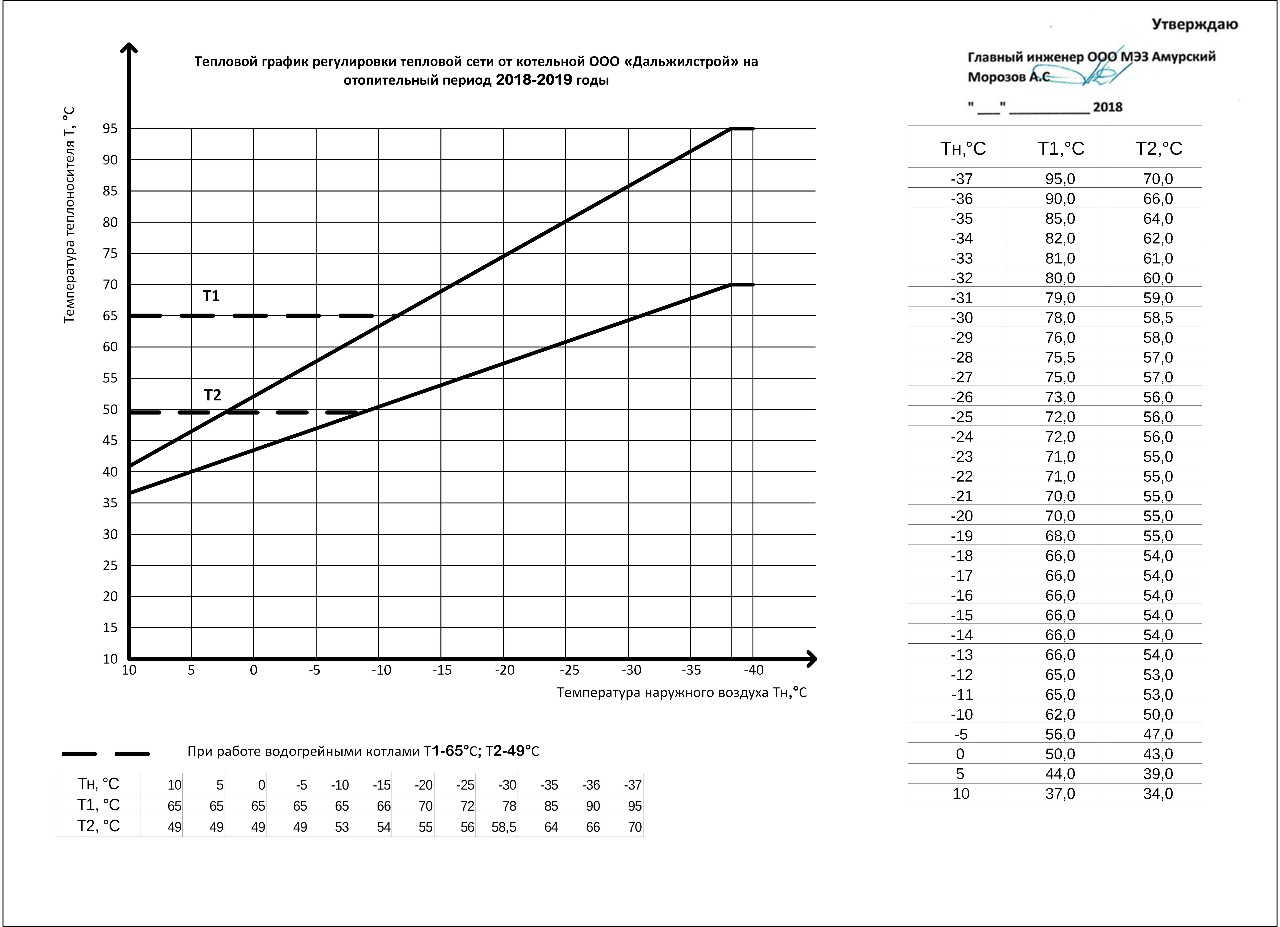 Утверждаю
Главный инженер ООО МЭЗ Амурский
Морозов А.С
" ___" ____________ 2018
Тепловой график регулировки тепловой сети от котельной ООО «Дальжилстрой» на
отопительный период 2018-2019 годы
Температура теплоносителя Т, °С
95
90
85
80
75
70
65
60
55
50
45
40
35
30
25
20
15
10
Т1
Т2
10 5 0 -5 -10 -15 -20 -25 -30 -35 -40
Температура наружного воздуха Тн,°С
При работе водогрейными котлами Т1-65°С; Т2-49°С
Тн, °С 10 5 0 -5 -10 -15 -20 -25 -30 -35 -36 -37
Т1, °С 65 65 65 65 65 66 70 72 78 85 90 95
Т2, °С 49 49 49 49 53 54 55 56 58,5 64 66 70
Тн,°С Т1,°С Т2,°С
-37 95,0 70,0
-36 90,0 66,0
-35 85,0 64,0
-34 82,0 62,0
-33 81,0 61,0
-32 80,0 60,0
-31 79,0 59,0
-30 78,0 58,5
-29 76,0 58,0
-28 75,5 57,0
-27 75,0 57,0
-26 73,0 56,0
-25 72,0 56,0
-24 72,0 56,0
-23 71,0 55,0
-22 71,0 55,0
-21 70,0 55,0
-20 70,0 55,0
-19 68,0 55,0
-18 66,0 54,0
-17 66,0 54,0
-16 66,0 54,0
-15 66,0 54,0
-14 66,0 54,0
-13 66,0 54,0
-12 65,0 53,0
-11 65,0 53,0
-10 62,0 50,0
-5 56,0 47,0
0 50,0 43,0
5 44,0 39,0
10 37,0 34,0